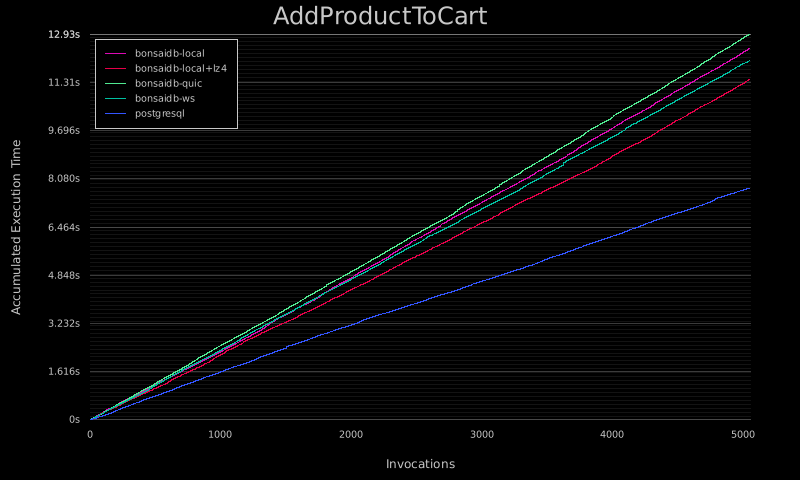 AddProductToCart
12.93s
11.31s
9.696s
8.080s
6.464s
4.848s
3.232s
1.616s
0s
Accumulated Execution Time
bonsaidb-local
bonsaidb-local+lz4
bonsaidb-quic
bonsaidb-ws
postgresql
0 1000 2000 3000 4000 5000
Invocations